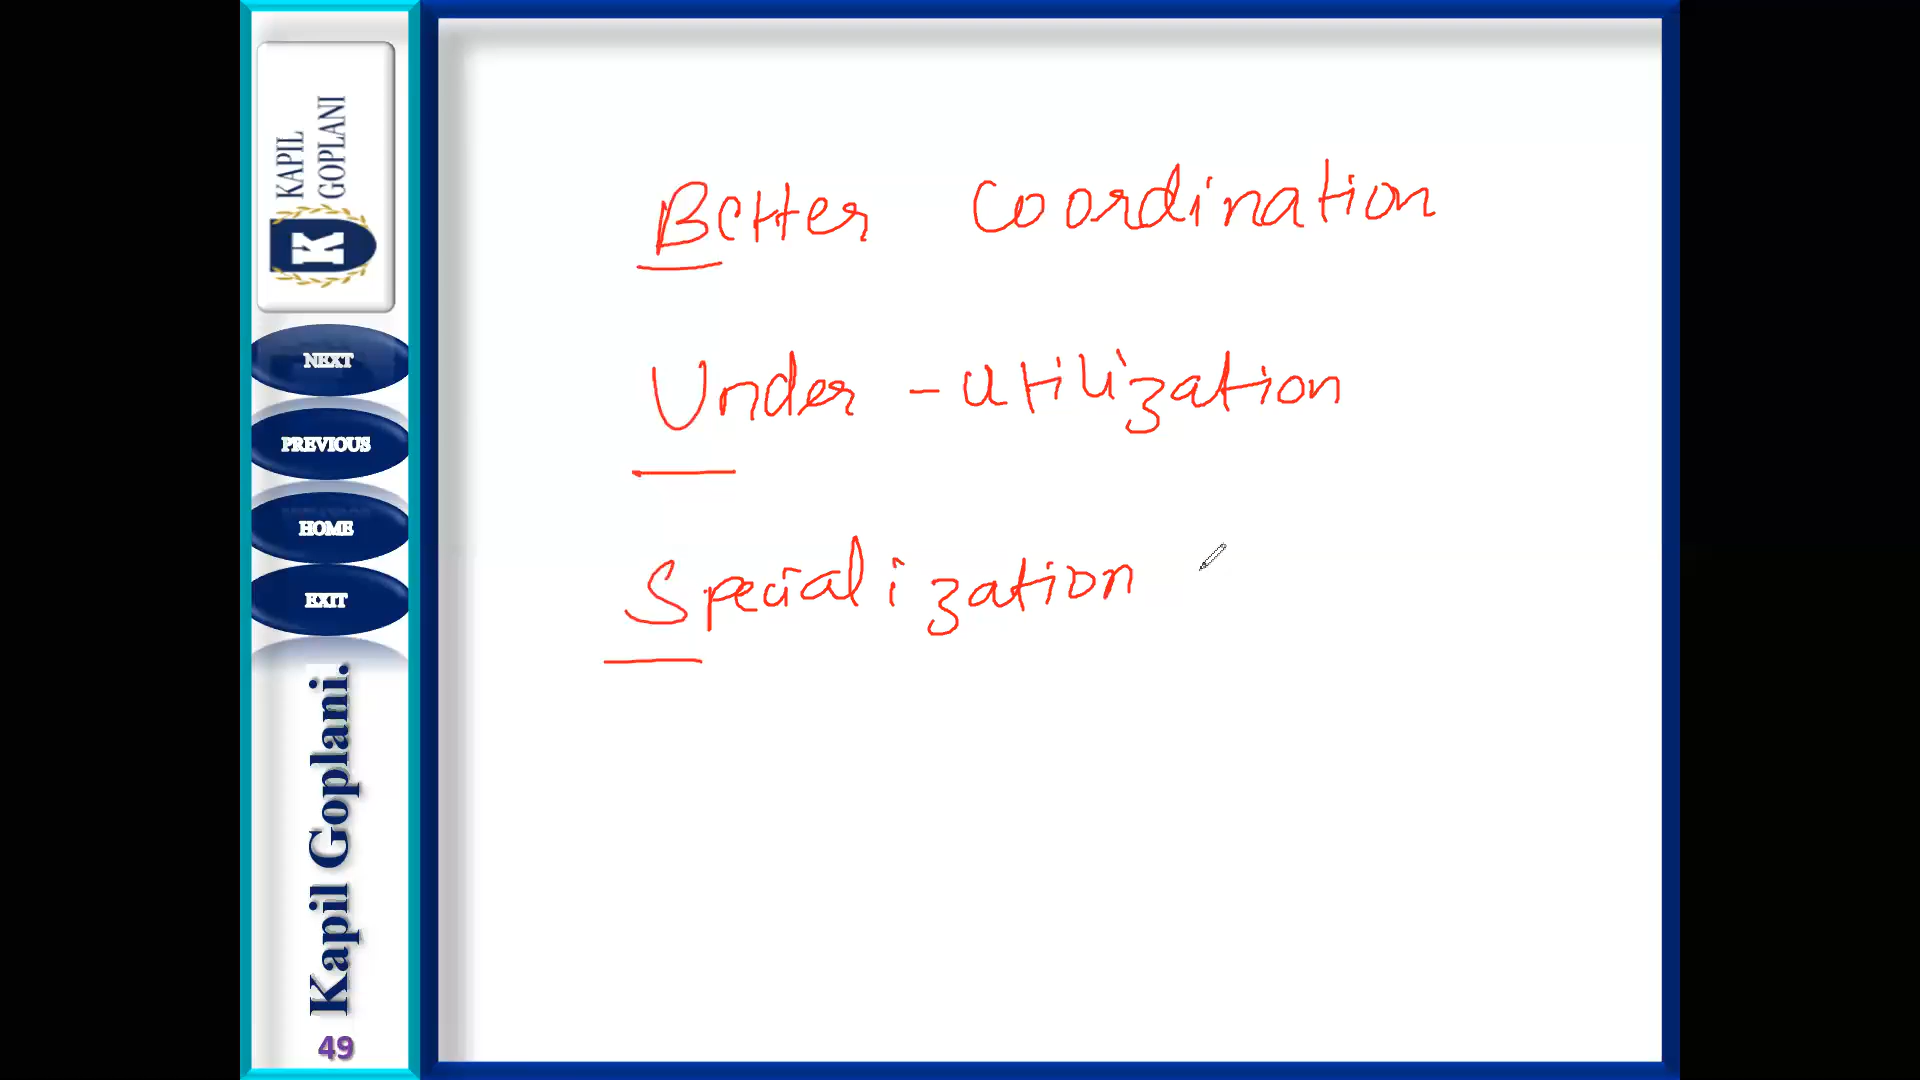 KAPIL
GOPLANI
K
NEXT
PREVIOUS
HOME
EXIT
Kapil Goplani.
49
Better Coordination
Under - utilization
Specialization